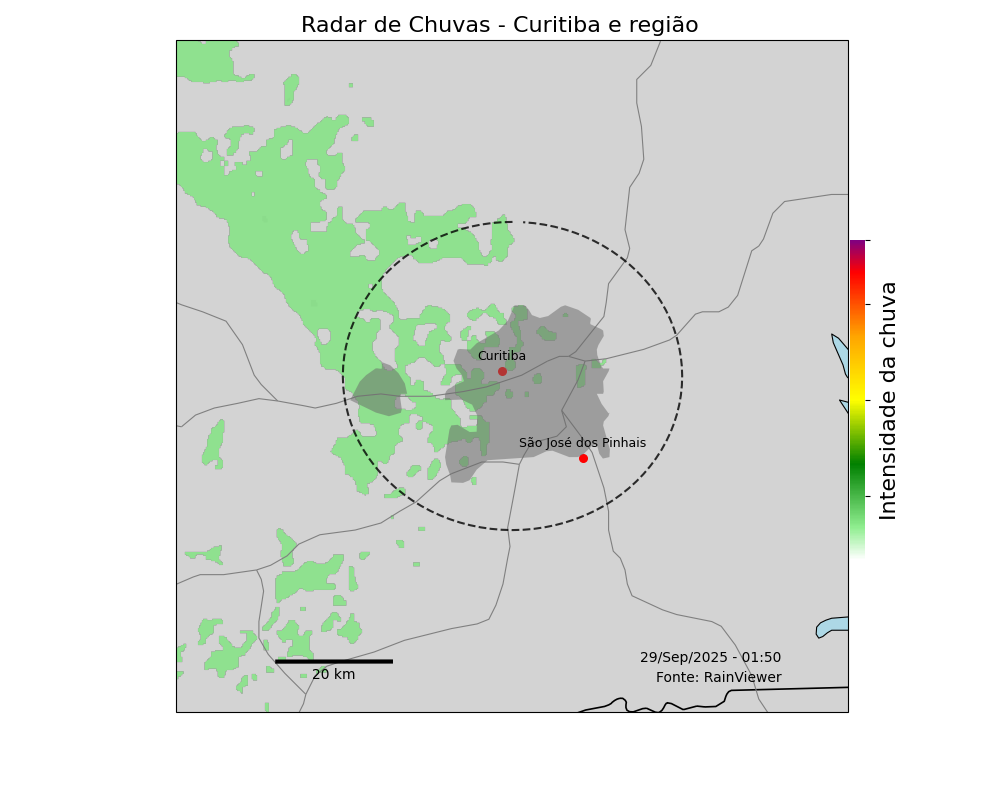 Radar de Chuvas - Curitiba e região
Curitiba
São José dos Pinhais
Intensidade da chuva
29/Sep/2025 - 01:50
Fonte: RainViewer
20 km